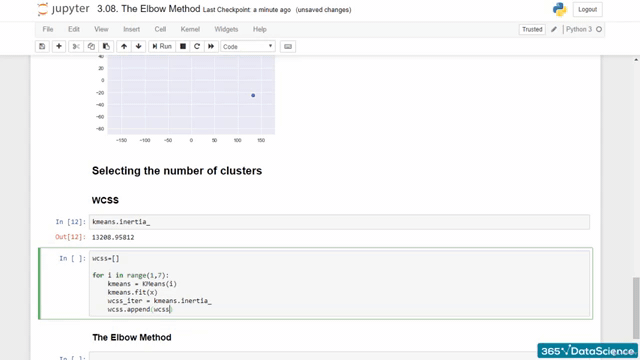 jupyter 3.08. The Elbow Method Last Checkpoint: a minute ago (unsaved changes)
Logout
File Edit View Insert Cell Kernel Widgets Help
Trusted Python 3
Run Code
40
20
0
-20
-40
-60
-80
-150 -100 -50 0 50 100 150
Selecting the number of clusters
WCSS
In [12]: kmeans.inertia_
Out[12]: 13208.95812
In [ ]: wcss=[]
for i in range(1,7):
kmeans = KMeans(i)
kmeans.fit(x)
wcss_iter = kmeans.inertia_
wcss.append(wcss)
The Elbow Method
In [ ]:
365 DataScience